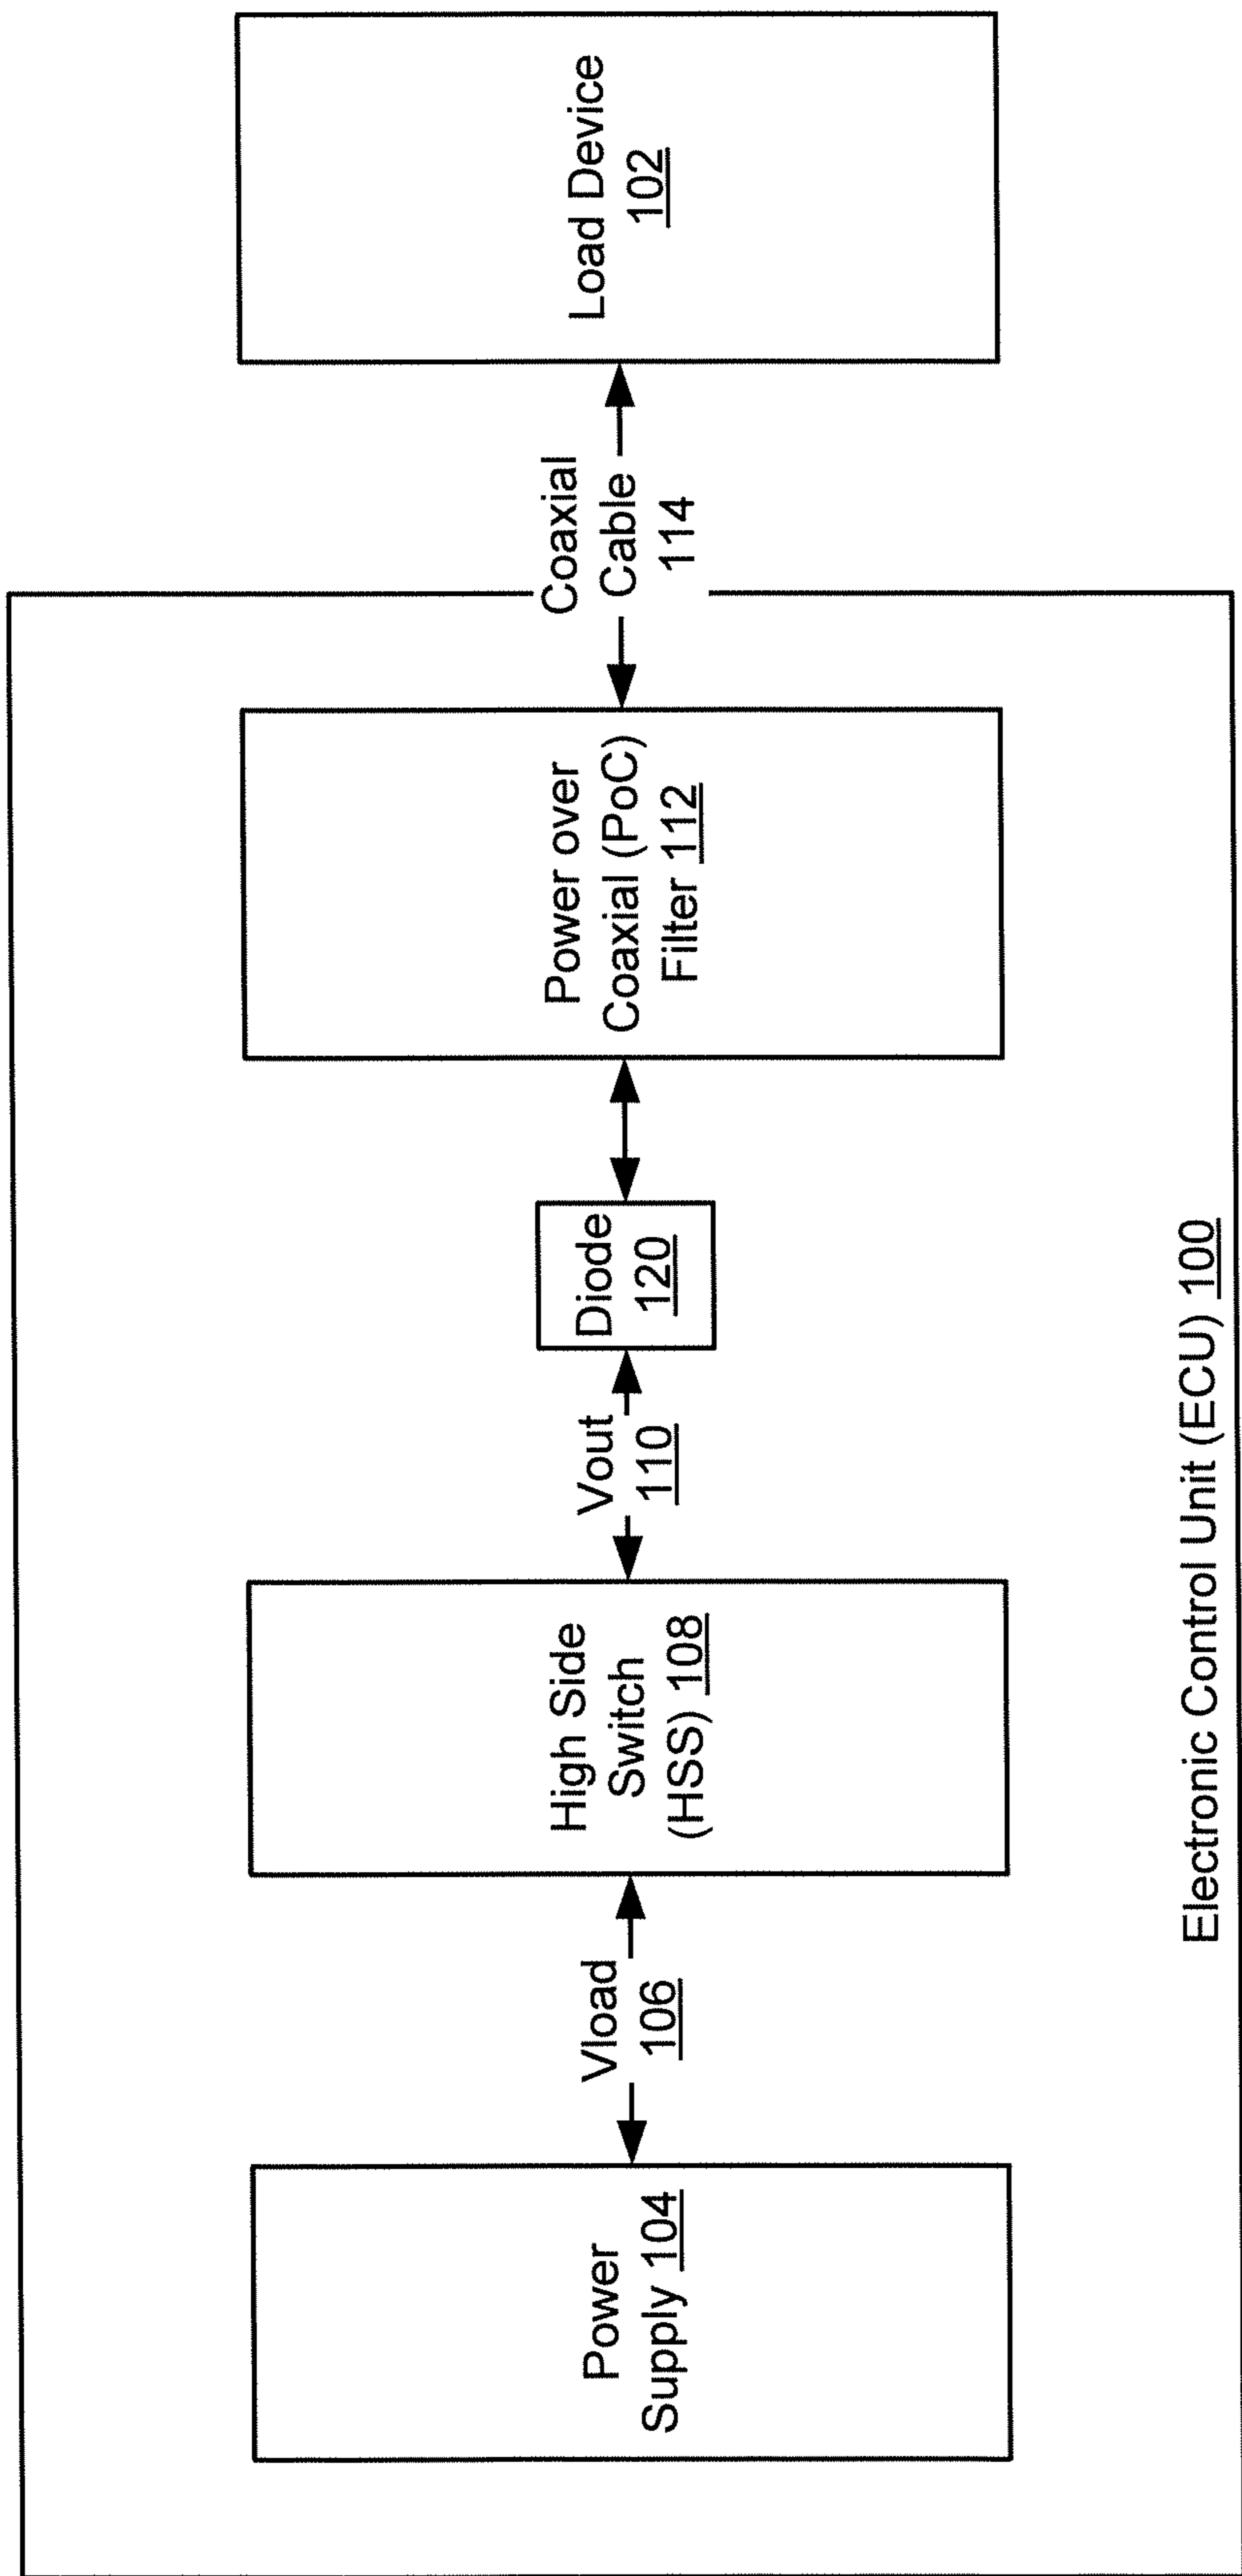 Power
Supply 104
Vload
106
High Side
Switch
(HSS) 108
Vout
110
Diode
120
Power over
Coaxial (PoC)
Filter 112
Coaxial
Cable
114
Load Device
102
Electronic Control Unit (ECU) 100